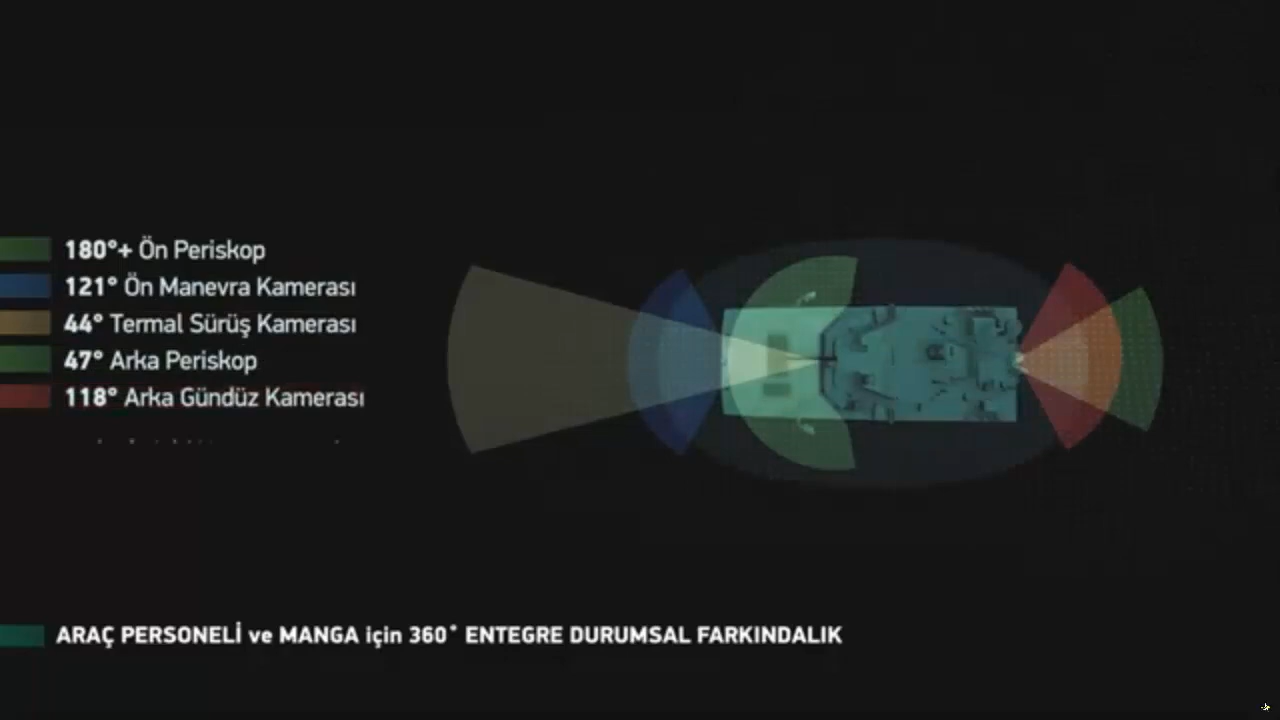 180°+ Ön Periskop
121° Ön Manevra Kamerası
44° Termal Sürüş Kamerası
47° Arka Periskop
118° Arka Gündüz Kamerası
ARAÇ PERSONELİ ve MANGA için 360° ENTEGRE DURUMSAL FARKINDALIK